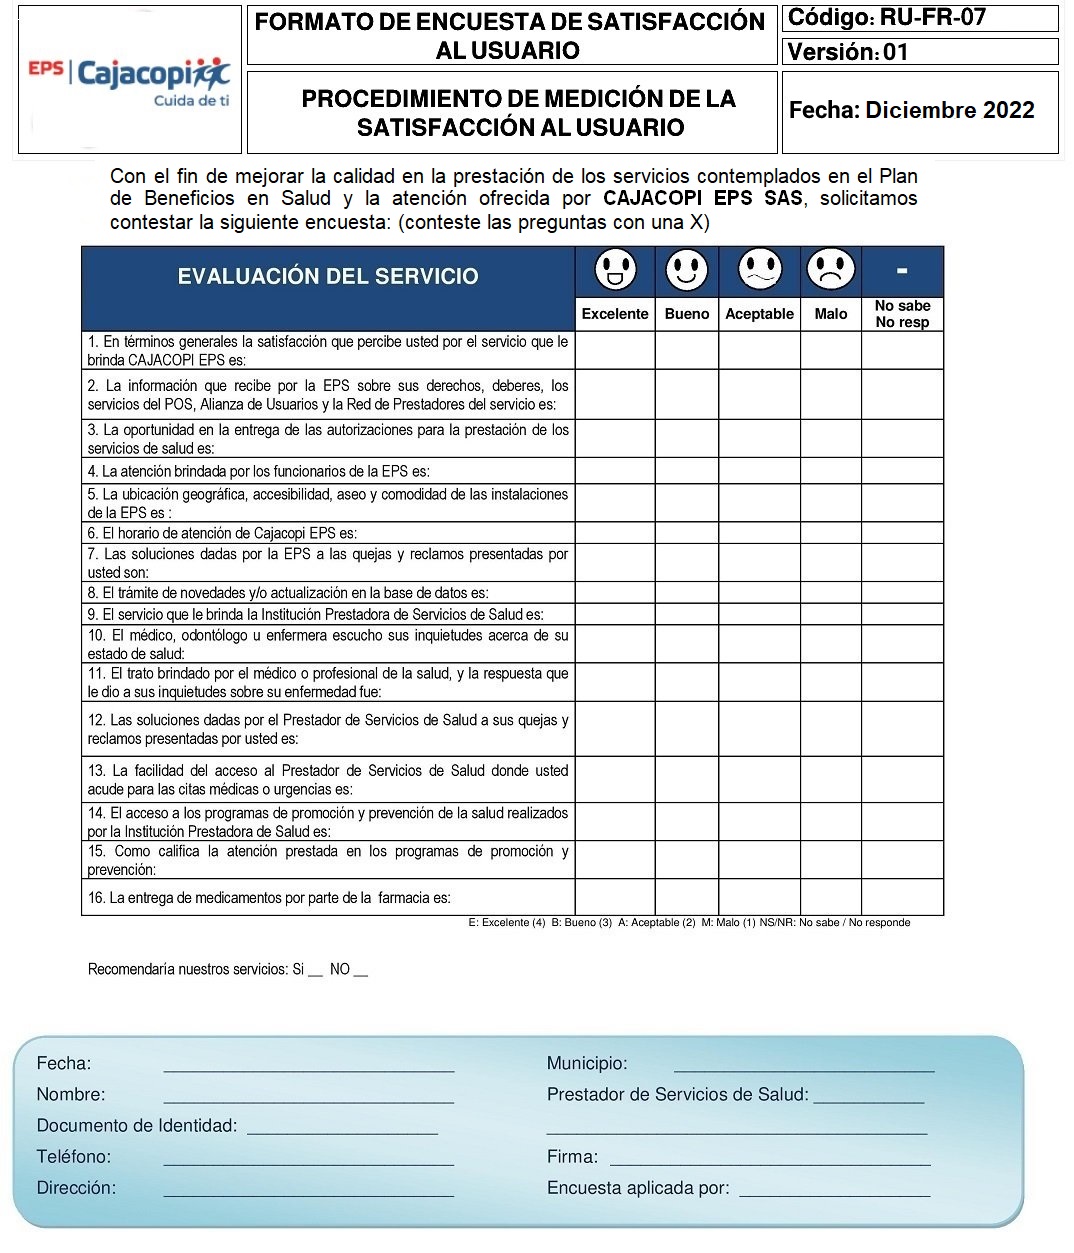 EPS | Cajacopi
Cuida de ti
FORMATO DE ENCUESTA DE SATISFACCIÓN
AL USUARIO
PROCEDIMIENTO DE MEDICIÓN DE LA
SATISFACCIÓN AL USUARIO
Código: RU-FR-07
Versión: 01
Fecha: Diciembre 2022
Con el fin de mejorar la calidad en la prestación de los servicios contemplados en el Plan
de Beneficios en Salud y la atención ofrecida por CAJACOPI EPS SAS, solicitamos
contestar la siguiente encuesta: (conteste las preguntas con una X)
EVALUACIÓN DEL SERVICIO
-
Excelente Bueno Aceptable Malo No sabe
No resp
1. En términos generales la satisfacción que percibe usted por el servicio que le
brinda CAJACOPI EPS es:
2. La información que recibe por la EPS sobre sus derechos, deberes, los
servicios del POS, Alianza de Usuarios y la Red de Prestadores del servicio es:
3. La oportunidad en la entrega de las autorizaciones para la prestación de los
servicios de salud es:
4. La atención brindada por los funcionarios de la EPS es:
5. La ubicación geográfica, accesibilidad, aseo y comodidad de las instalaciones
de la EPS es :
6. El horario de atención de Cajacopi EPS es:
7. Las soluciones dadas por la EPS a las quejas y reclamos presentadas por
usted son:
8. El trámite de novedades y/o actualización en la base de datos es:
9. El servicio que le brinda la Institución Prestadora de Servicios de Salud es:
10. El médico, odontólogo u enfermera escucho sus inquietudes acerca de su
estado de salud:
11. El trato brindado por el médico o profesional de la salud, y la respuesta que
le dio a sus inquietudes sobre su enfermedad fue:
12. Las soluciones dadas por el Prestador de Servicios de Salud a sus quejas y
reclamos presentadas por usted es:
13. La facilidad del acceso al Prestador de Servicios de Salud donde usted
acude para las citas médicas o urgencias es:
14. El acceso a los programas de promoción y prevención de la salud realizados
por la Institución Prestadora de Salud es:
15. Como califica la atención prestada en los programas de promoción y
prevención:
16. La entrega de medicamentos por parte de la farmacia es:
E: Excelente (4) B: Bueno (3) A: Aceptable (2) M: Malo (1) NS/NR: No sabe / No responde
Recomendaría nuestros servicios: Si __ NO __
Fecha: ____________________
Nombre: ____________________
Documento de Identidad: ____________________
Teléfono: ____________________
Dirección: ____________________
Municipio: ____________________
Prestador de Servicios de Salud: __________
____________________
Firma: ____________________
Encuesta aplicada por: ____________________